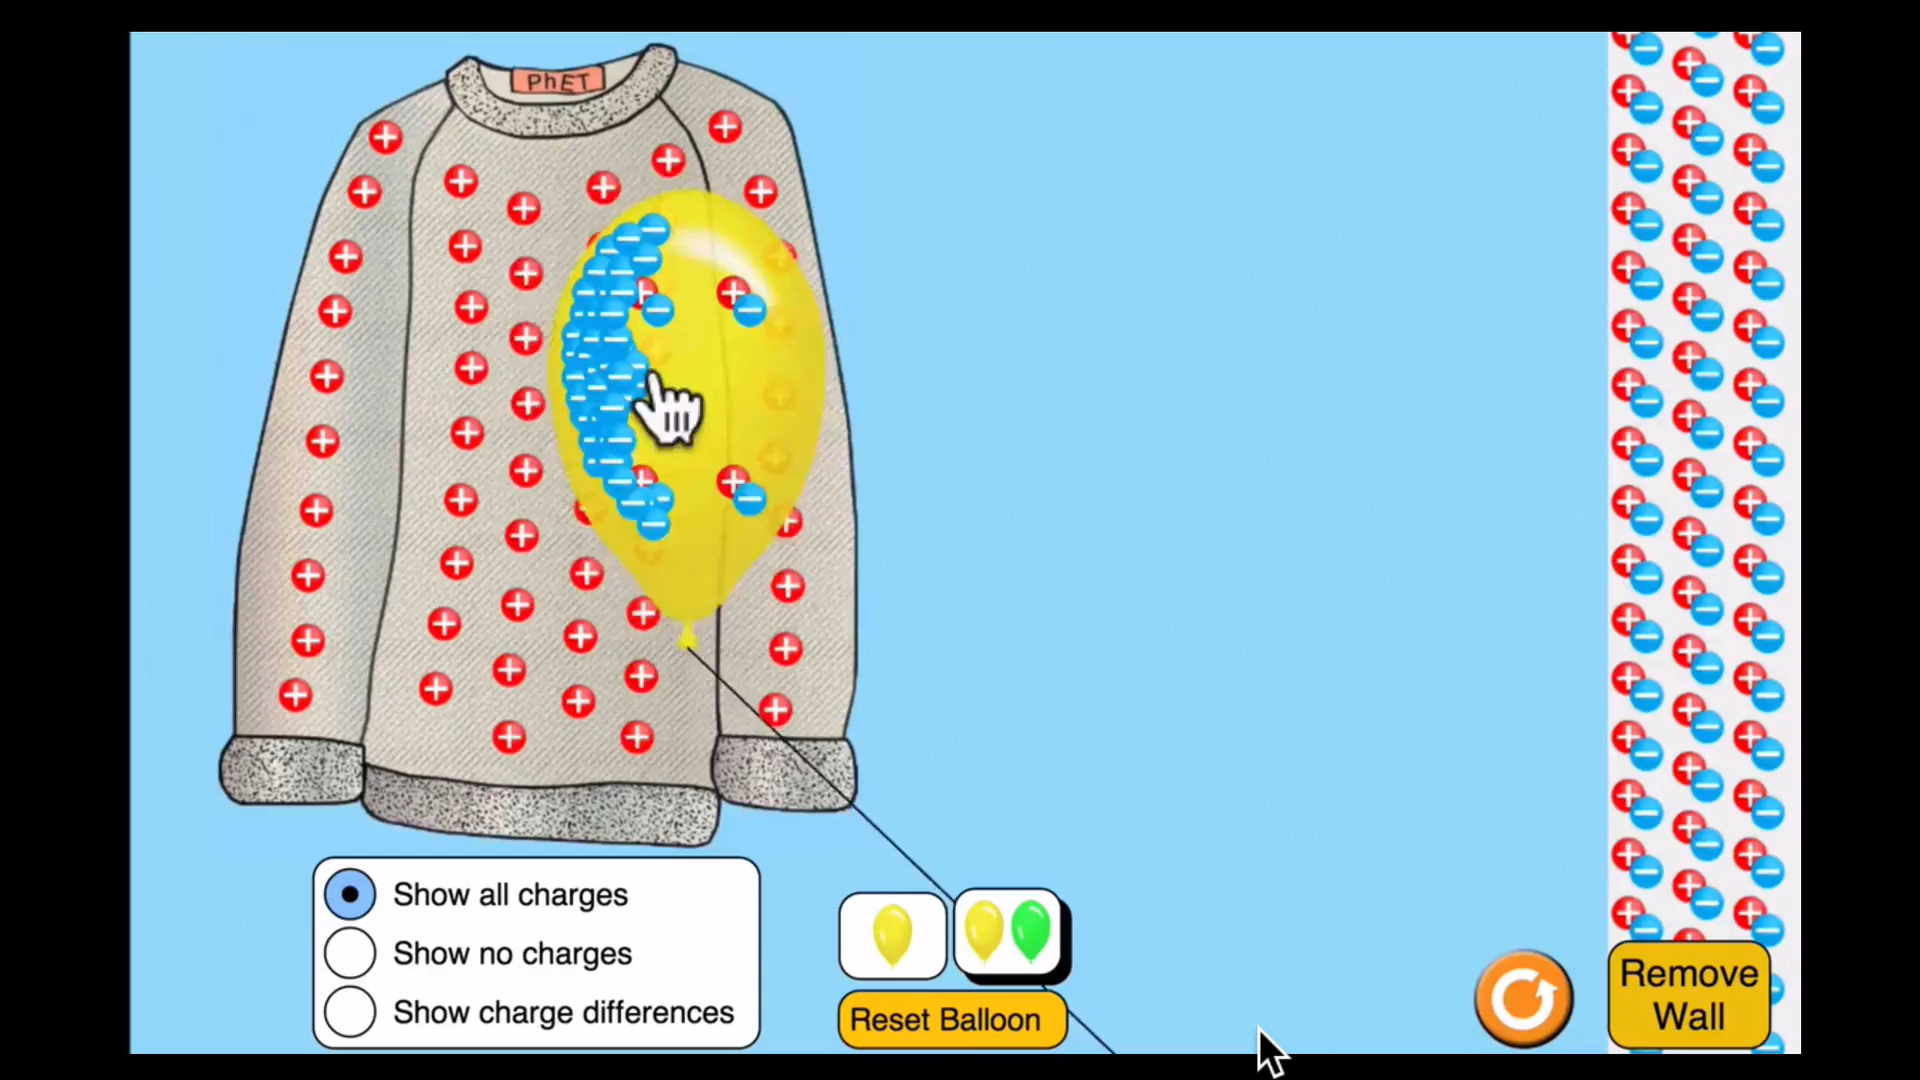 PhET
Show all charges
Show no charges
Show charge differences
Reset Balloon
Remove
Wall